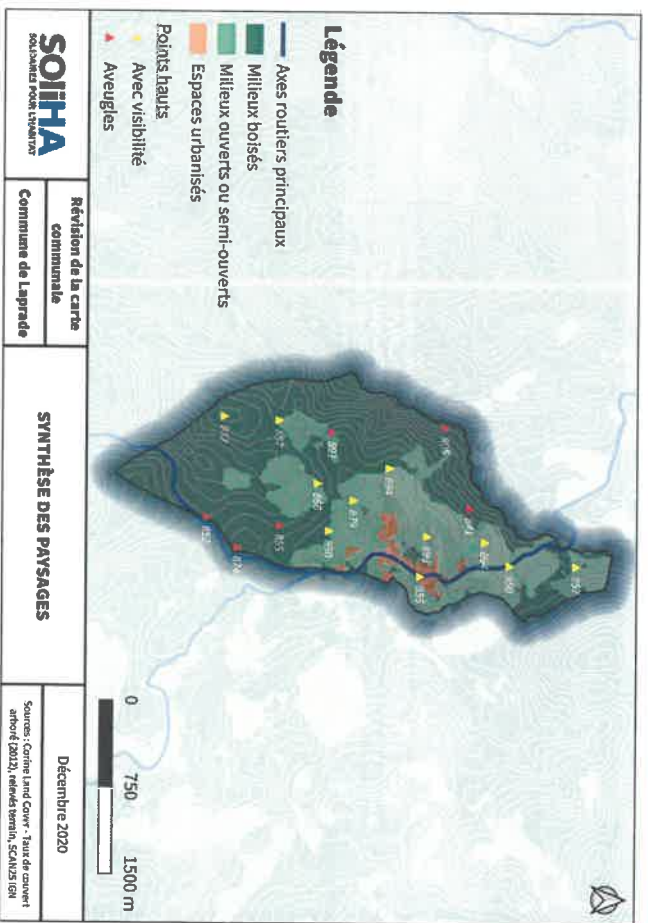 Légende
Axes routiers principaux
Milieux boisés
Milieux ouverts ou semi-ouverts
Espaces urbanisés
Points hauts
Avec visibilité
Aveugles
0 750 1500 m
SOliHA
SOLIDAIRES POUR L'HABITAT
Révision de la carte
communale
Commune de Laprade
SYNTHÈSE DES PAYSAGES
Décembre 2020
Sources : Corine Land Cover - Taux de couvert
arboré (2012), relevés terrain, SCAN25 IGN